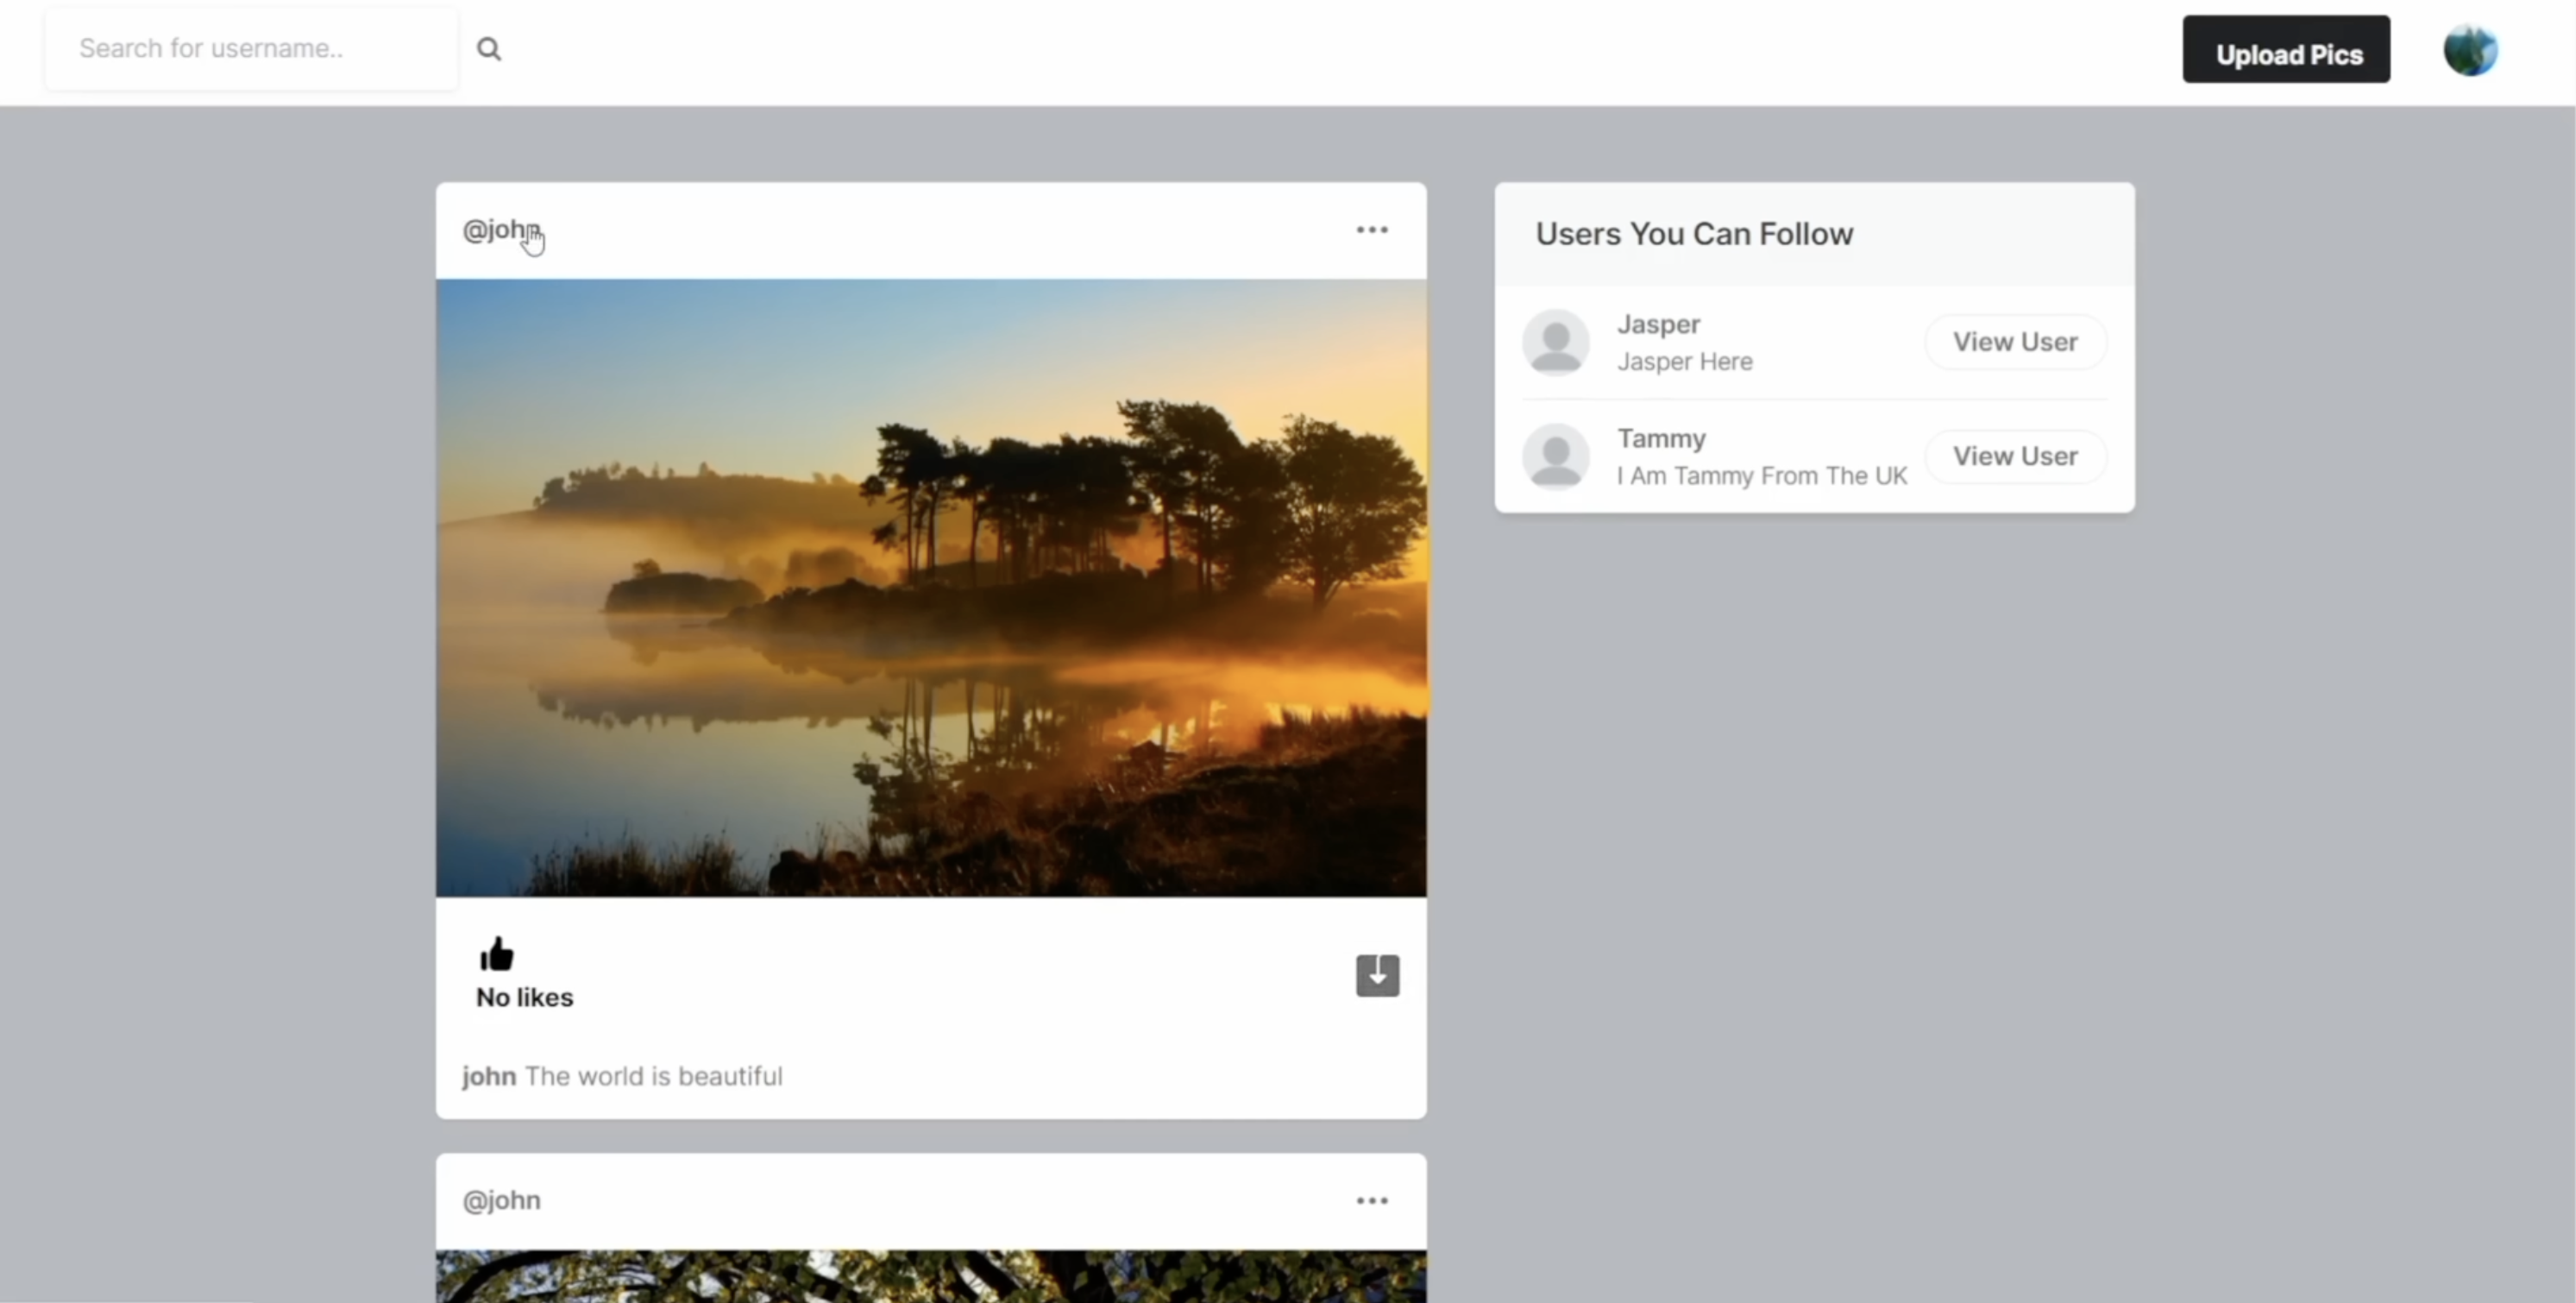 Search for username..
Upload Pics
@john
Users You Can Follow
Jasper
Jasper Here
View User
Tammy
I Am Tammy From The UK
View User
No likes
john The world is beautiful
@john